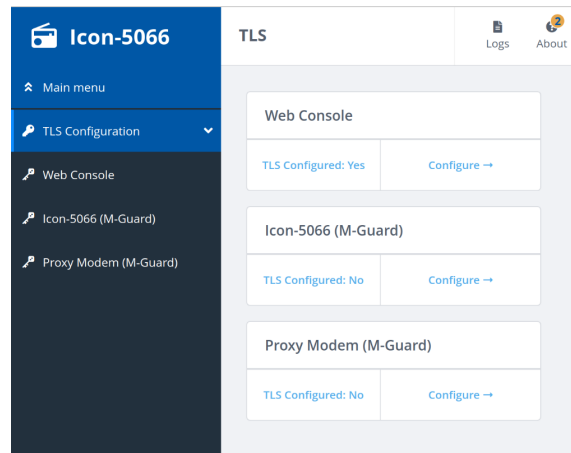 Icon-5066
TLS
Logs
2
About
Main menu
TLS Configuration
Web Console
Icon-5066 (M-Guard)
Proxy Modem (M-Guard)
Web Console
TLS Configured: Yes
Configure →
Icon-5066 (M-Guard)
TLS Configured: No
Configure →
Proxy Modem (M-Guard)
TLS Configured: No
Configure →